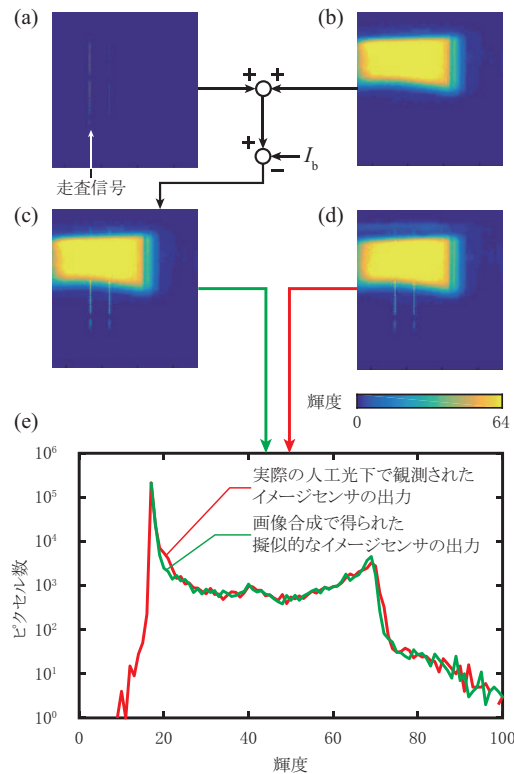 (a)
(b)
+
+
+
−
I_b
走査信号
(c)
(d)
輝度
0
64
(e)
10^6
10^5
10^4
10^3
10^2
10^1
10^0
ピクセル数
実際の人工光下で観測された
イメージセンサの出力
画像合成で得られた
擬似的なイメージセンサの出力
0
20
40
60
80
100
輝度